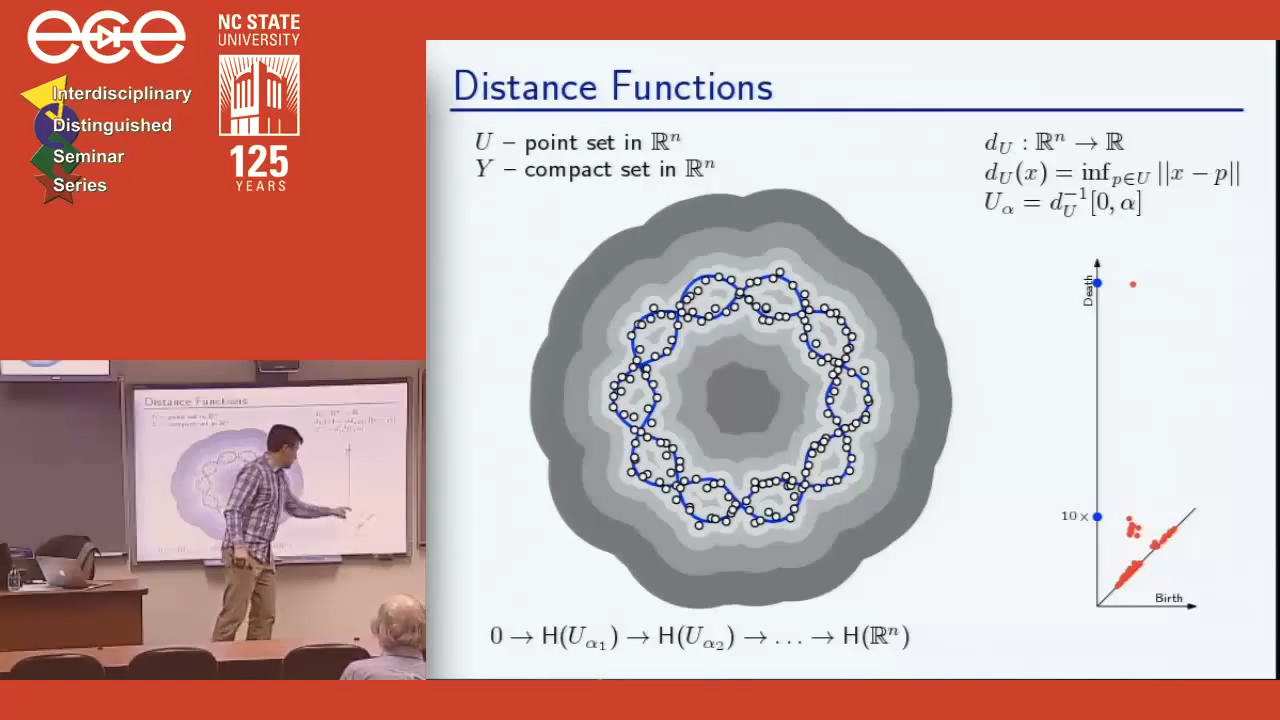 ece
Interdisciplinary
Distinguished
Seminar
Series
NC STATE
UNIVERSITY
125
YEARS
Distance Functions
U – point set in ℝⁿ
Y – compact set in ℝⁿ
d_U : ℝⁿ → ℝ
d_U(x) = inf_{p∈U} ||x − p||
U_α = d_U^{-1}[0, α]
Death
10 ×
Birth
0 → H(U_{α₁}) → H(U_{α₂}) → . . . → H(ℝⁿ)
Distance Functions